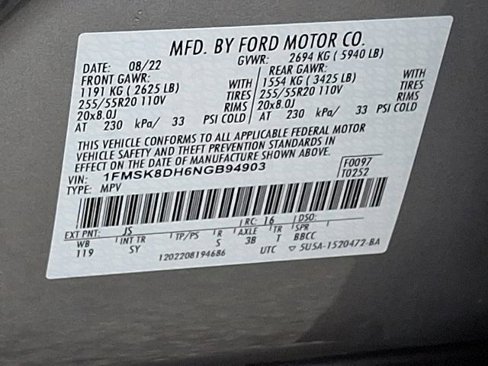 MFD. BY FORD MOTOR CO.
DATE: 08/22 GVWR: 2694 KG ( 5940 LB)
FRONT GAWR: REAR GAWR:
1191 KG ( 2625 LB) WITH 1554 KG ( 3425 LB) WITH
255/55R20 110V TIRES 255/55R20 110V TIRES
20x8.0J RIMS 20x8.0J RIMS
AT 230 kPa/ 33 PSI COLD AT 230 kPa/ 33 PSI COLD
THIS VEHICLE CONFORMS TO ALL APPLICABLE FEDERAL MOTOR
VEHICLE SAFETY AND THEFT PREVENTION STANDARDS IN
EFFECT ON THE DATE OF MANUFACTURE SHOWN ABOVE.
VIN: 1FMSK8DH6NGB94903 F0097
TYPE: MPV T0252
EXT PNT: JS RC: 16 DSO:
WB INT TR TP/PS R AXLE TR SPR
119 SY S 3B T BBCC
1202208194686 UTC 5U5A-1520472-BA